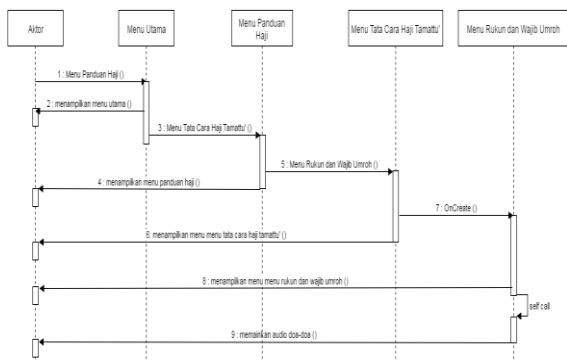 Aktor
Menu Utama
Menu Panduan
Haji
Menu Tata Cara Haji Tamattu'
Menu Rukun dan Wajib Umroh
1 : Menu Panduan Haji ()
2 : menampilkan menu utama ()
3 : Menu Tata Cara Haji Tamattu' ()
5 : Menu Rukun dan Wajib Umroh ()
4 : menampilkan menu panduan haji ()
7 : OnCreate ()
6: menampilkan menu menu tata cara haji tamattu' ()
8 : menampilkan menu menu rukun dan wajib umroh ()
self call
9 : memainkan audio doa-doa ()